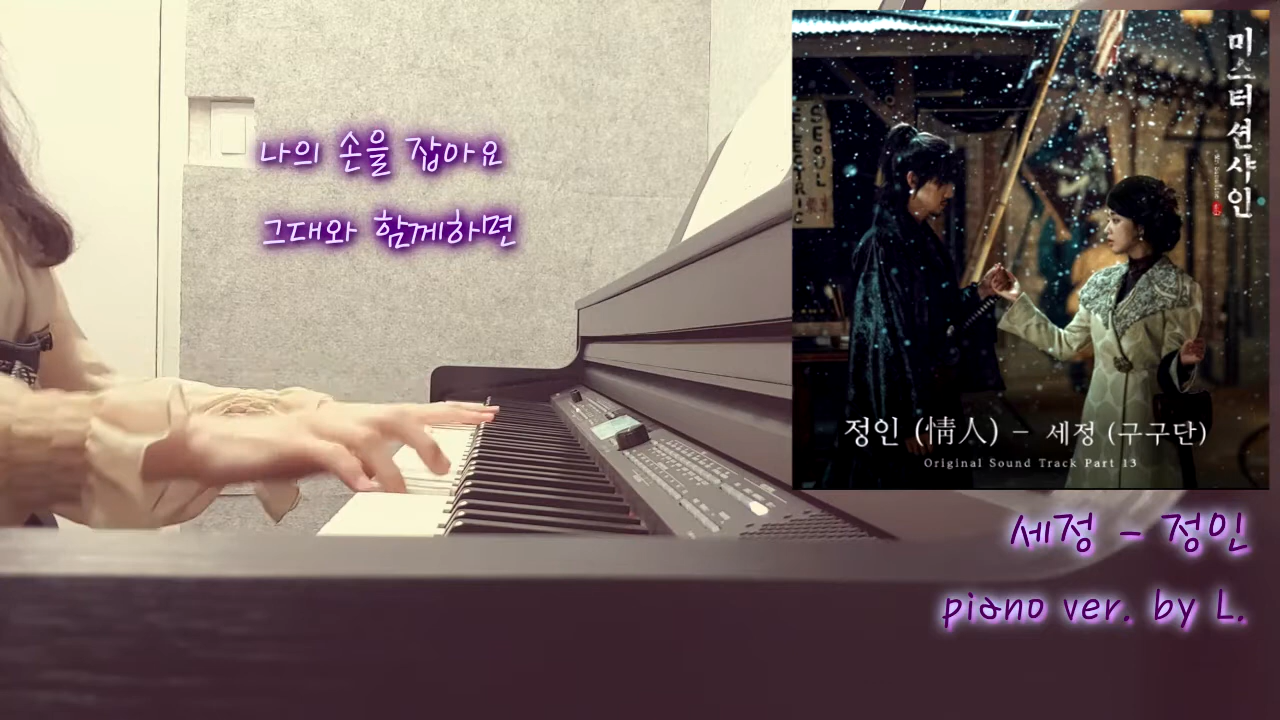 나의 손을 잡아요
그대와 함께하면
미스터션샤인
SEOUL
ELECTRIC
정인 (情人) - 세정 (구구단)
Original Sound Track Part 13
세정 - 정인
piano ver. by L.